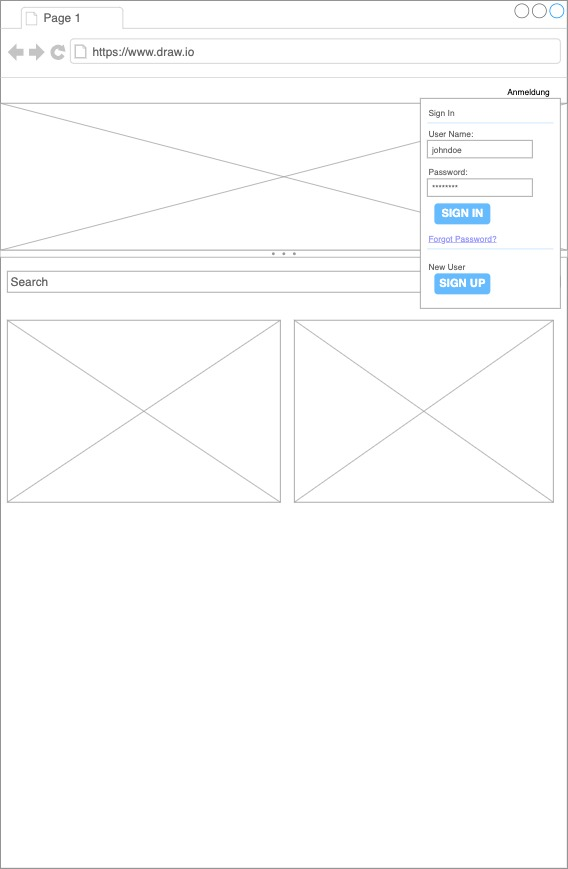 Page 1
https://www.draw.io
Anmeldung
Sign In
User Name:
johndoe
Password:
********
SIGN IN
Forgot Password?
New User
SIGN UP
Search